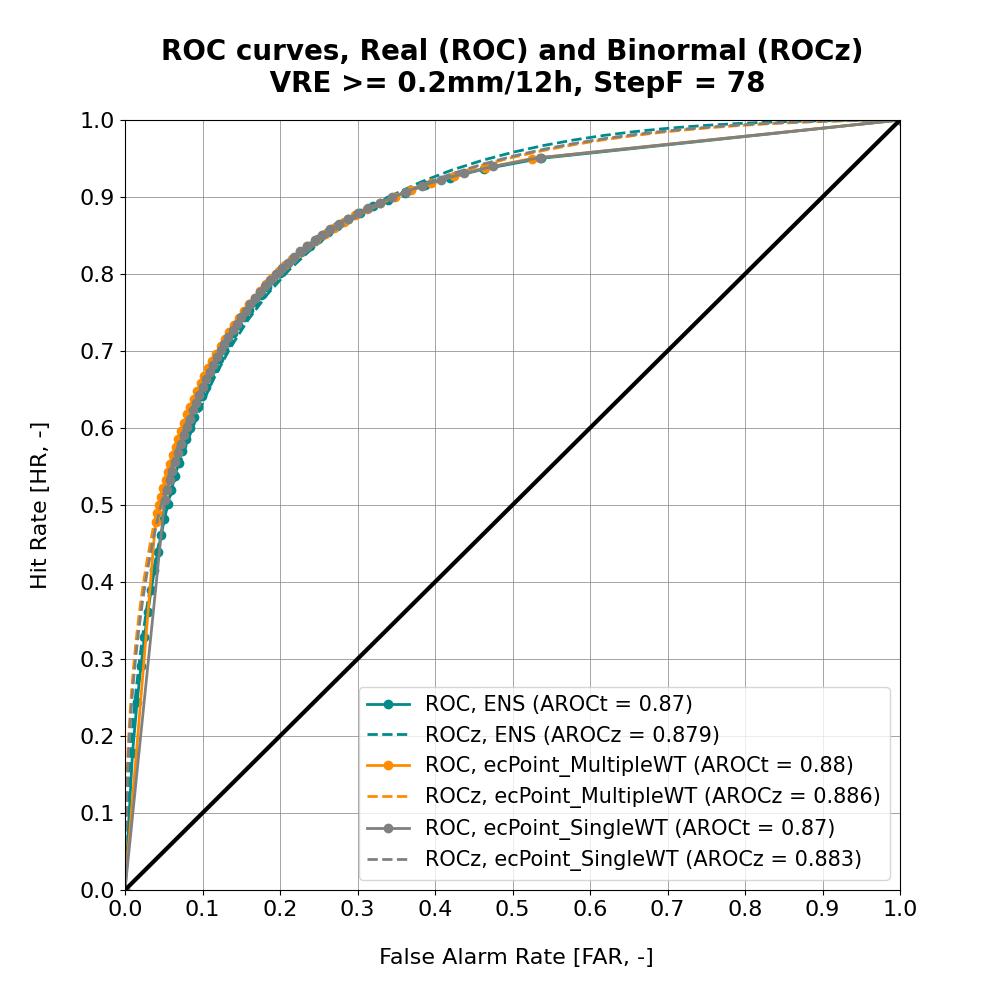 ROC curves, Real (ROC) and Binormal (ROCz)
VRE >= 0.2mm/12h, StepF = 78
1.0
0.9
0.8
0.7
0.6
0.5
0.4
0.3
0.2
0.1
0.0
Hit Rate [HR, -]
ROC, ENS (AROCt = 0.87)
ROCz, ENS (AROCz = 0.879)
ROC, ecPoint_MultipleWT (AROCt = 0.88)
ROCz, ecPoint_MultipleWT (AROCz = 0.886)
ROC, ecPoint_SingleWT (AROCt = 0.87)
ROCz, ecPoint_SingleWT (AROCz = 0.883)
0.0 0.1 0.2 0.3 0.4 0.5 0.6 0.7 0.8 0.9 1.0
False Alarm Rate [FAR, -]